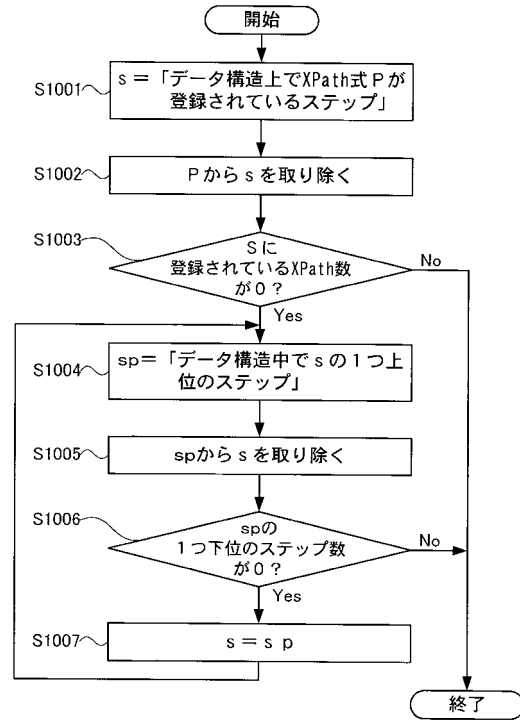 開始
S1001
s＝「データ構造上でXPath式Ｐが
登録されているステップ」
S1002
Ｐからｓを取り除く
S1003
Ｓに
登録されているXPath数
が０？
No
Yes
S1004
sp＝「データ構造中でｓの１つ上
位のステップ」
S1005
spからｓを取り除く
S1006
spの
１つ下位のステップ数
が０？
No
Yes
S1007
ｓ＝ｓｐ
終了